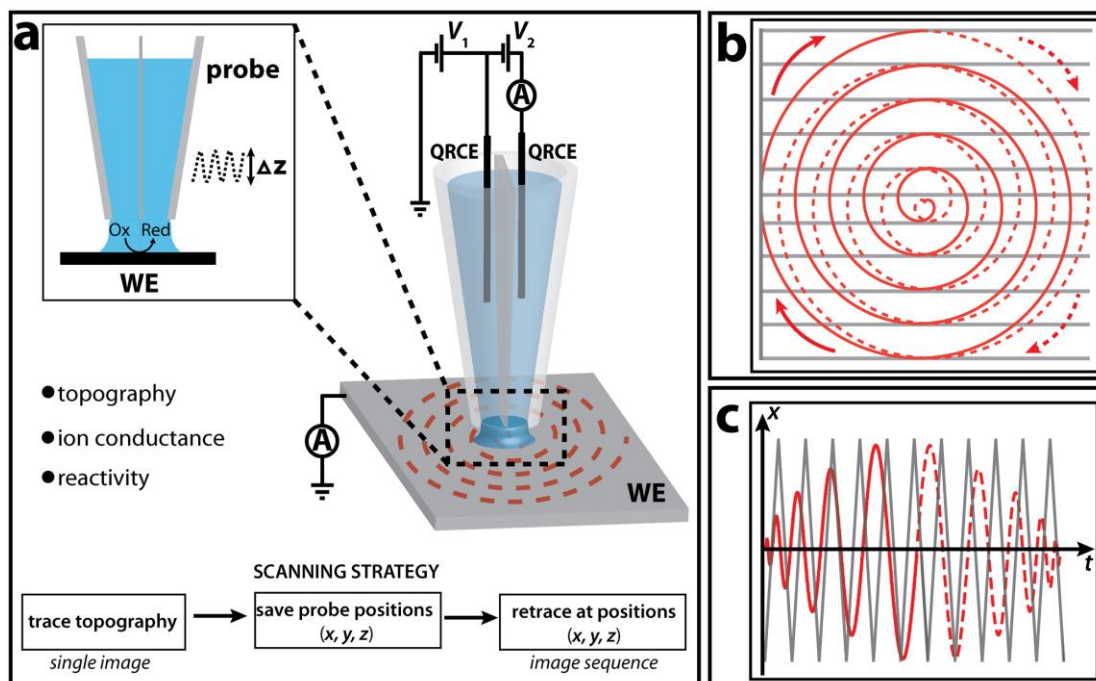 a
probe
Δz
Ox Red
WE
V1 V2
A
QRCE QRCE
A
WE
topography
ion conductance
reactivity
SCANNING STRATEGY
trace topography
single image
save probe positions
(x, y, z)
retrace at positions
(x, y, z)
image sequence
b
c
x
t